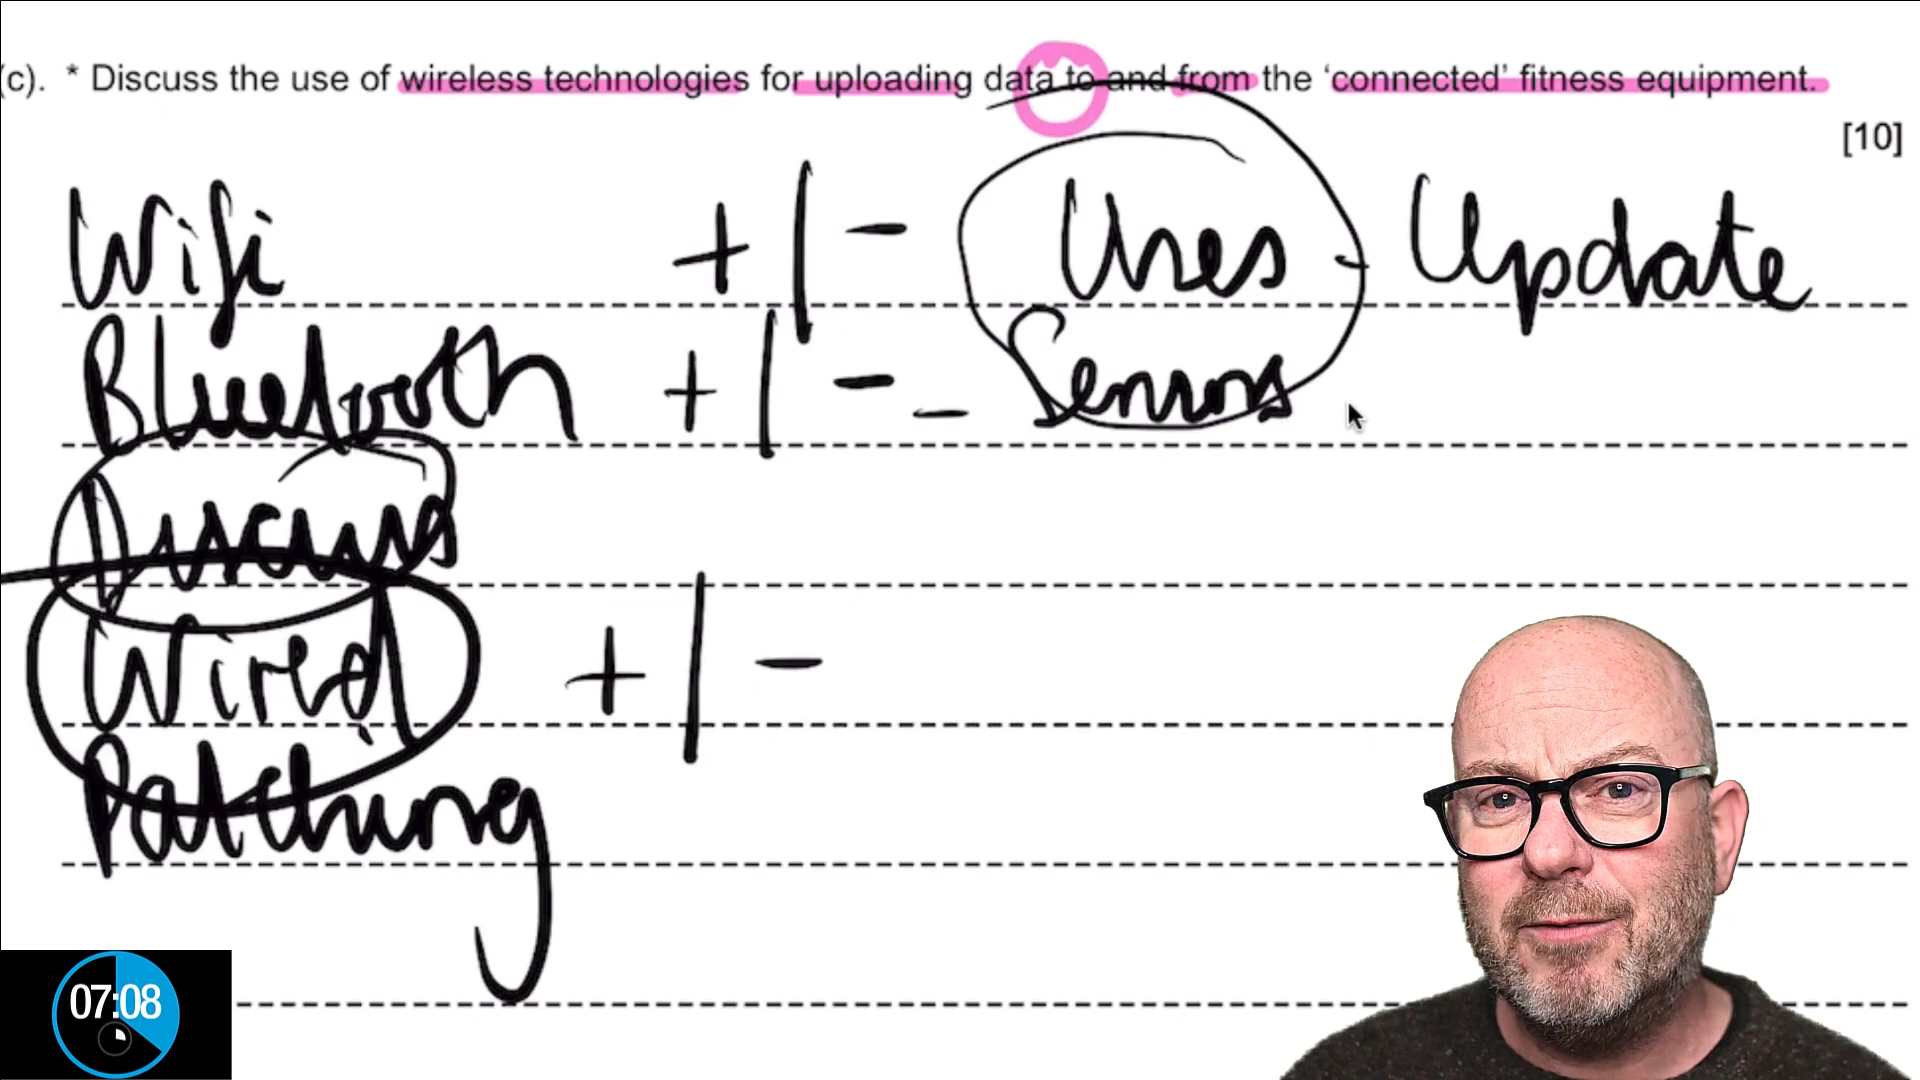 (c). * Discuss the use of wireless technologies for uploading data to and from the ‘connected’ fitness equipment.
[10]
Wifi + | - Uses - Update
Bluetooth + | - - Sensors
Discuss
Wired + | -
Patching
07:08